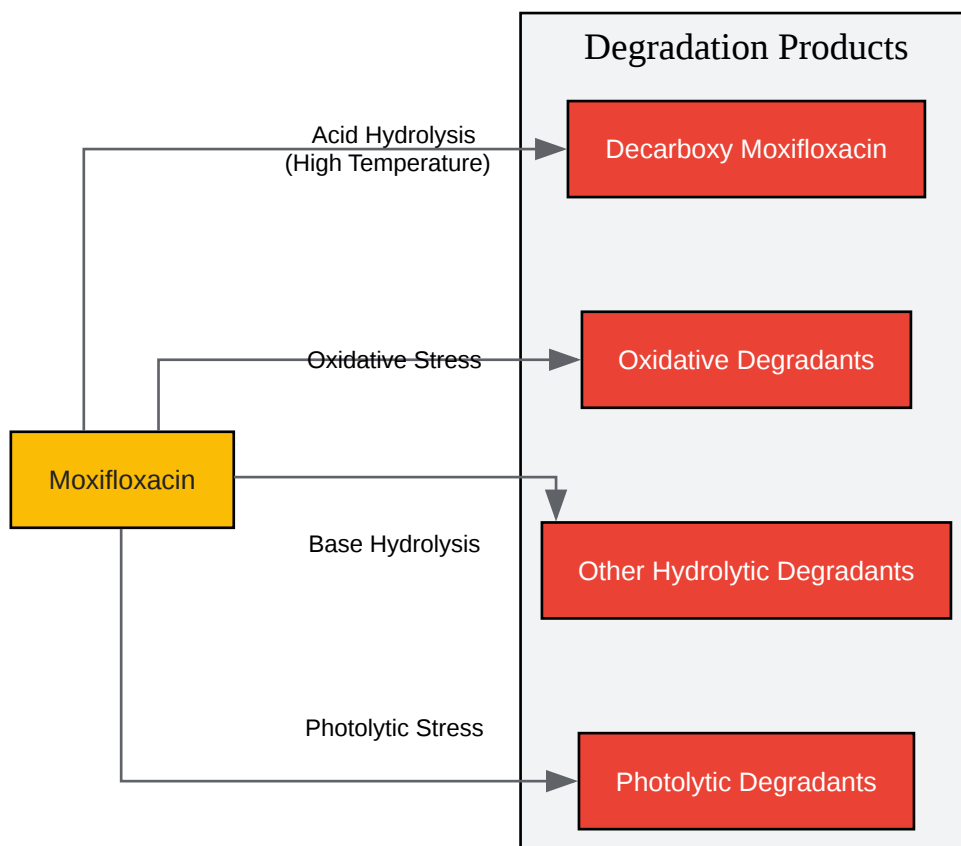 Degradation Products
Acid Hydrolysis
(High Temperature)
Decarboxy Moxifloxacin
Oxidative Stress
Oxidative Degradants
Moxifloxacin
Base Hydrolysis
Other Hydrolytic Degradants
Photolytic Stress
Photolytic Degradants